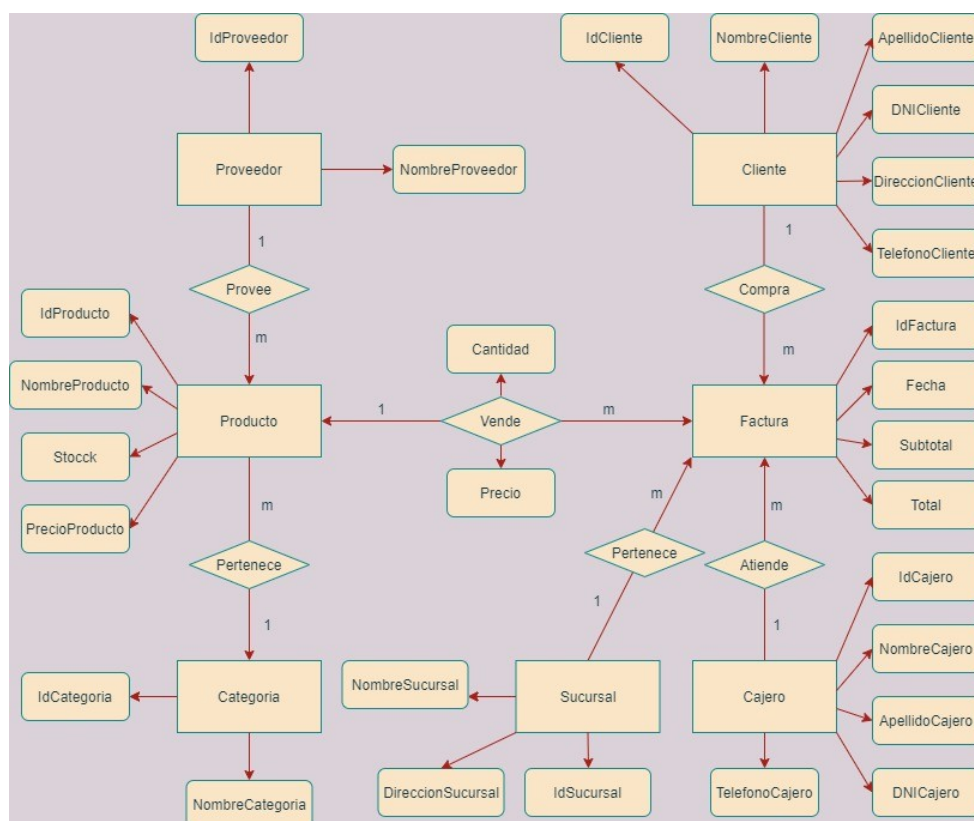 IdProveedor
IdCliente
NombreCliente
ApellidoCliente
DNICliente
Proveedor
NombreProveedor
Cliente
DireccionCliente
1
1
TelefonoCliente
Provee
Compra
IdProducto
IdFactura
m
Cantidad
m
NombreProducto
Fecha
Producto
1
Vende
m
Factura
Stocck
Subtotal
Precio
m
PrecioProducto
m
m
Total
Pertenece
Pertenece
Atiende
IdCajero
1
1
1
NombreCajero
IdCategoria
Categoria
NombreSucursal
Sucursal
Cajero
ApellidoCajero
NombreCategoria
DireccionSucursal
IdSucursal
TelefonoCajero
DNICajero